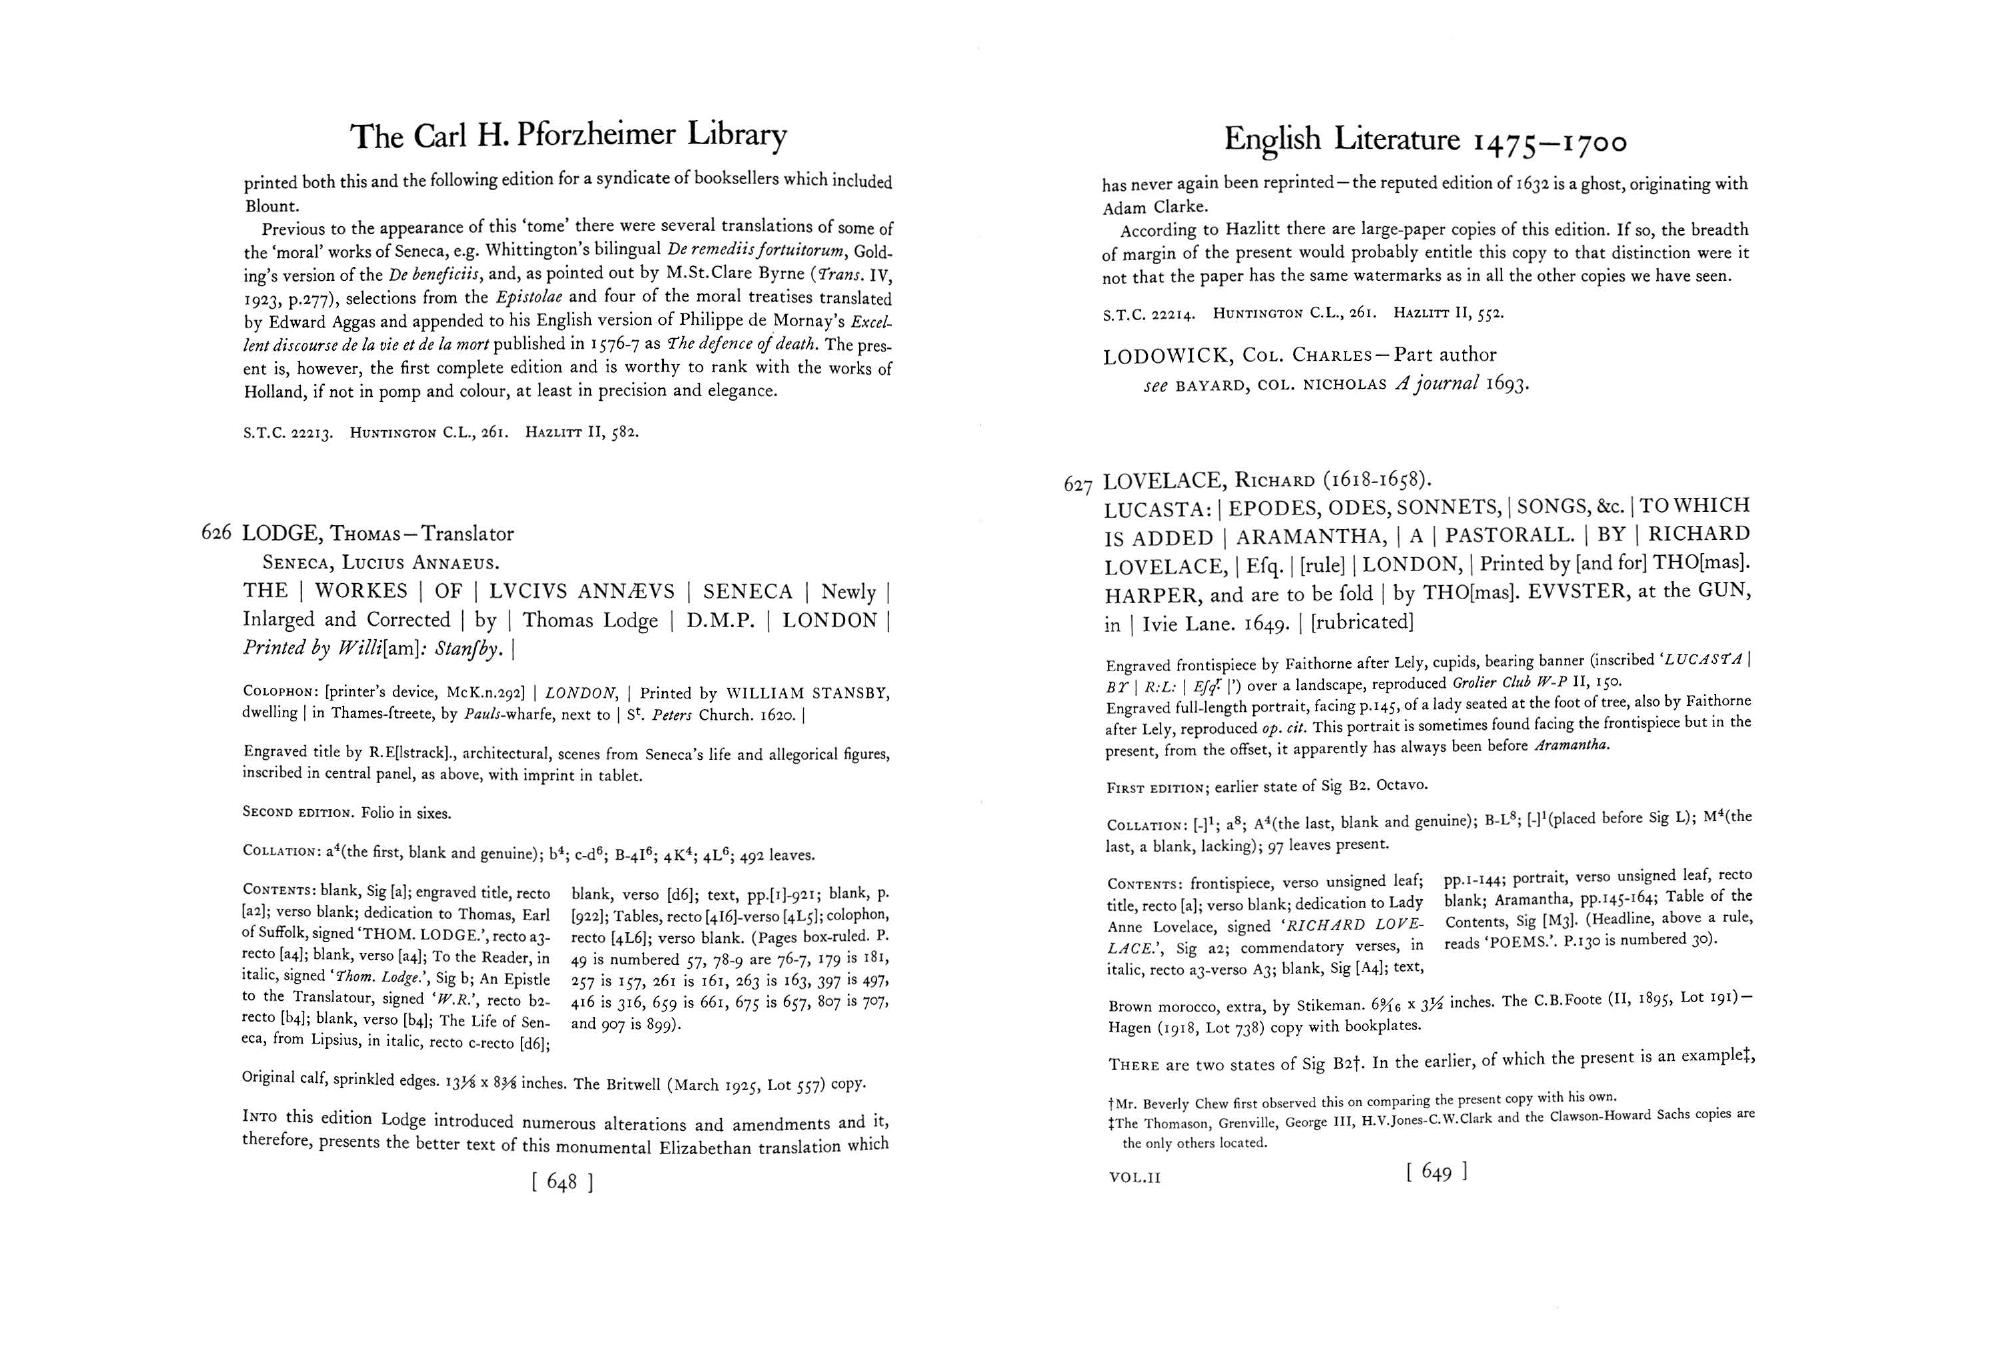 The Carl H. Pforzheimer Library
printed both this and the following edition for a syndicate of booksellers which included
Blount.
Previous to the appearance of this ‘tome’ there were several translations of some of
the ‘moral’ works of Seneca, e.g. Whittington’s bilingual De remediis fortuitorum, Gold-
ing’s version of the De beneficiis, and, as pointed out by M.St.Clare Byrne (Trans. IV,
1923, p.277), selections from the Epistolae and four of the moral treatises translated
by Edward Aggas and appended to his English version of Philippe de Mornay’s Excel-
lent discourse de la vie et de la mort published in 1576-7 as The defence of death. The pres-
ent is, however, the first complete edition and is worthy to rank with the works of
Holland, if not in pomp and colour, at least in precision and elegance.
S.T.C. 22213. Huntington C.L., 261. Hazlitt II, 582.
626 LODGE, Thomas—Translator
Seneca, Lucius Annaeus.
THE | WORKES | OF | LVCIVS ANNÆVS | SENECA | Newly |
Inlarged and Corrected | by | Thomas Lodge | D.M.P. | LONDON |
Printed by Willi[am]: Stanſby. |
Colophon: [printer’s device, McK.n.292] | LONDON, | Printed by WILLIAM STANSBY,
dwelling | in Thames-ſtreete, by Pauls-wharfe, next to | St. Peters Church. 1620. |
Engraved title by R.E[lstrack]., architectural, scenes from Seneca’s life and allegorical figures,
inscribed in central panel, as above, with imprint in tablet.
Second edition. Folio in sixes.
Collation: a⁴(the first, blank and genuine); b⁴; c-d⁶; B-4I⁶; 4K⁴; 4L⁶; 492 leaves.
Contents: blank, Sig [a]; engraved title, recto
[a2]; verso blank; dedication to Thomas, Earl
of Suffolk, signed ‘THOM. LODGE.’, recto a3-
recto [a4]; blank, verso [a4]; To the Reader, in
italic, signed ‘Thom. Lodge.’, Sig b; An Epistle
to the Translatour, signed ‘W.R.’, recto b2-
recto [b4]; blank, verso [b4]; The Life of Sen-
eca, from Lipsius, in italic, recto c-recto [d6];
blank, verso [d6]; text, pp.[1]-921; blank, p.
[922]; Tables, recto [4I6]-verso [4L5]; colophon,
recto [4L6]; verso blank. (Pages box-ruled. P.
49 is numbered 57, 78-9 are 76-7, 179 is 181,
257 is 157, 261 is 161, 263 is 163, 397 is 497,
416 is 316, 659 is 661, 675 is 657, 807 is 707,
and 907 is 899).
Original calf, sprinkled edges. 13⅛ x 8⅜ inches. The Britwell (March 1925, Lot 557) copy.
Into this edition Lodge introduced numerous alterations and amendments and it,
therefore, presents the better text of this monumental Elizabethan translation which
[ 648 ]
English Literature 1475–1700
has never again been reprinted—the reputed edition of 1632 is a ghost, originating with
Adam Clarke.
According to Hazlitt there are large-paper copies of this edition. If so, the breadth
of margin of the present would probably entitle this copy to that distinction were it
not that the paper has the same watermarks as in all the other copies we have seen.
S.T.C. 22214. Huntington C.L., 261. Hazlitt II, 552.
LODOWICK, Col. Charles—Part author
see BAYARD, COL. NICHOLAS A journal 1693.
627 LOVELACE, Richard (1618-1658).
LUCASTA: | EPODES, ODES, SONNETS, | SONGS, &c. | TO WHICH
IS ADDED | ARAMANTHA, | A | PASTORALL. | BY | RICHARD
LOVELACE, | Eſq. | [rule] | LONDON, | Printed by [and for] THO[mas].
HARPER, and are to be ſold | by THO[mas]. EVVSTER, at the GUN,
in | Ivie Lane. 1649. | [rubricated]
Engraved frontispiece by Faithorne after Lely, cupids, bearing banner (inscribed ‘LUCASTA |
BY | R:L: | Eſqr. |’) over a landscape, reproduced Grolier Club W-P II, 150.
Engraved full-length portrait, facing p.145, of a lady seated at the foot of tree, also by Faithorne
after Lely, reproduced op. cit. This portrait is sometimes found facing the frontispiece but in the
present, from the offset, it apparently has always been before Aramantha.
First edition; earlier state of Sig B2. Octavo.
Collation: [-]¹; a⁸; A⁴(the last, blank and genuine); B-L⁸; [-]¹(placed before Sig L); M⁴(the
last, a blank, lacking); 97 leaves present.
Contents: frontispiece, verso unsigned leaf;
title, recto [a]; verso blank; dedication to Lady
Anne Lovelace, signed ‘RICHARD LOVE-
LACE.’, Sig a2; commendatory verses, in
italic, recto a3-verso A3; blank, Sig [A4]; text,
pp.1-144; portrait, verso unsigned leaf, recto
blank; Aramantha, pp.145-164; Table of the
Contents, Sig [M3]. (Headline, above a rule,
reads ‘POEMS.’. P.130 is numbered 30).
Brown morocco, extra, by Stikeman. 6⁹⁄₁₆ x 3½ inches. The C.B.Foote (II, 1895, Lot 191)—
Hagen (1918, Lot 738) copy with bookplates.
There are two states of Sig B2†. In the earlier, of which the present is an example‡,
†Mr. Beverly Chew first observed this on comparing the present copy with his own.
‡The Thomason, Grenville, George III, H.V.Jones-C.W.Clark and the Clawson-Howard Sachs copies are
the only others located.
VOL.II
[ 649 ]